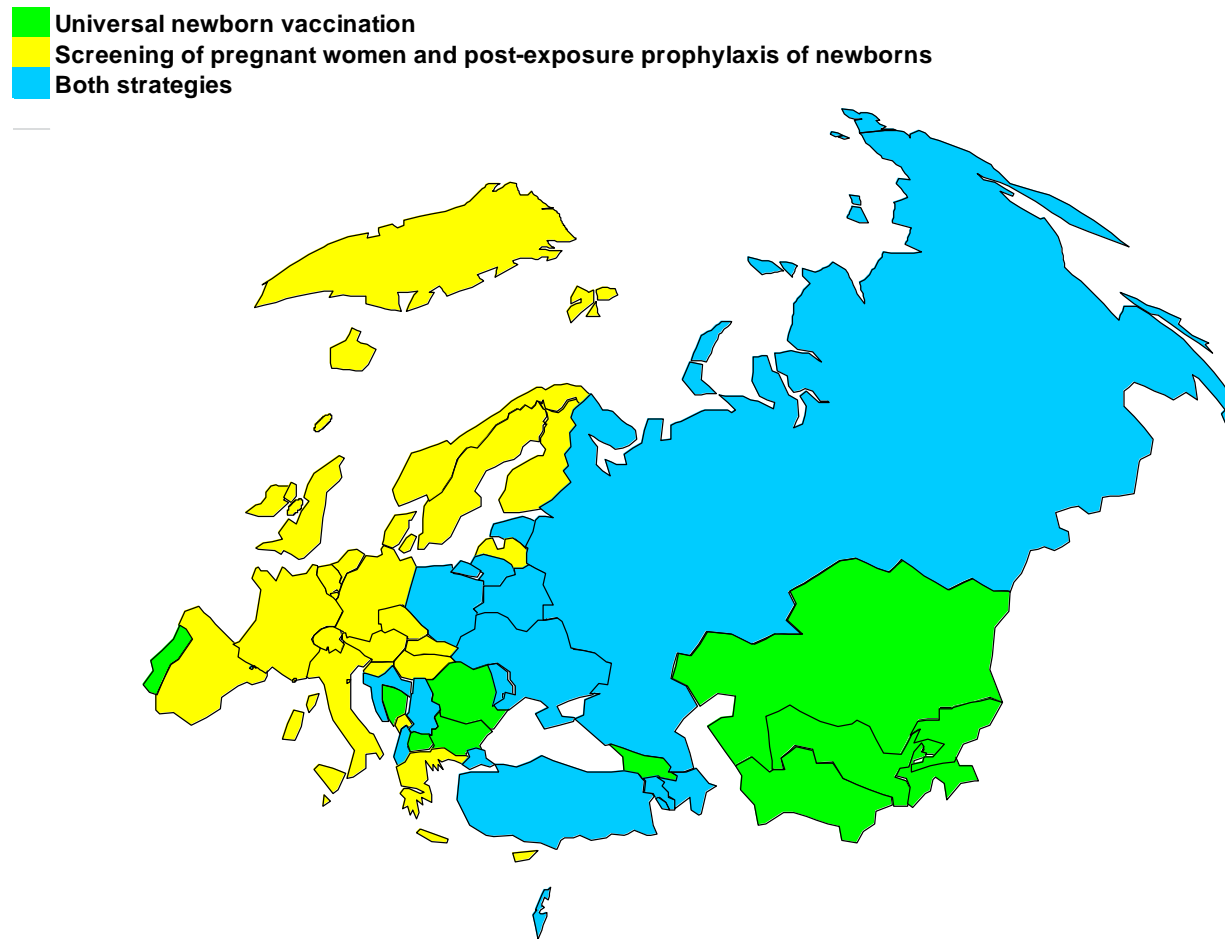 Universal newborn vaccination
Screening of pregnant women and post-exposure prophylaxis of newborns
Both strategies